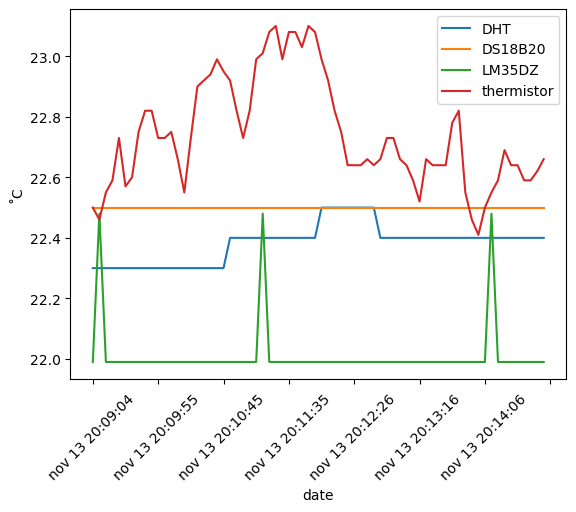 DHT
DS18B20
LM35DZ
thermistor
23.0
22.8
22.6
22.4
22.2
22.0
˚C
nov 13 20:09:04
nov 13 20:09:55
nov 13 20:10:45
nov 13 20:11:35
nov 13 20:12:26
nov 13 20:13:16
nov 13 20:14:06
date